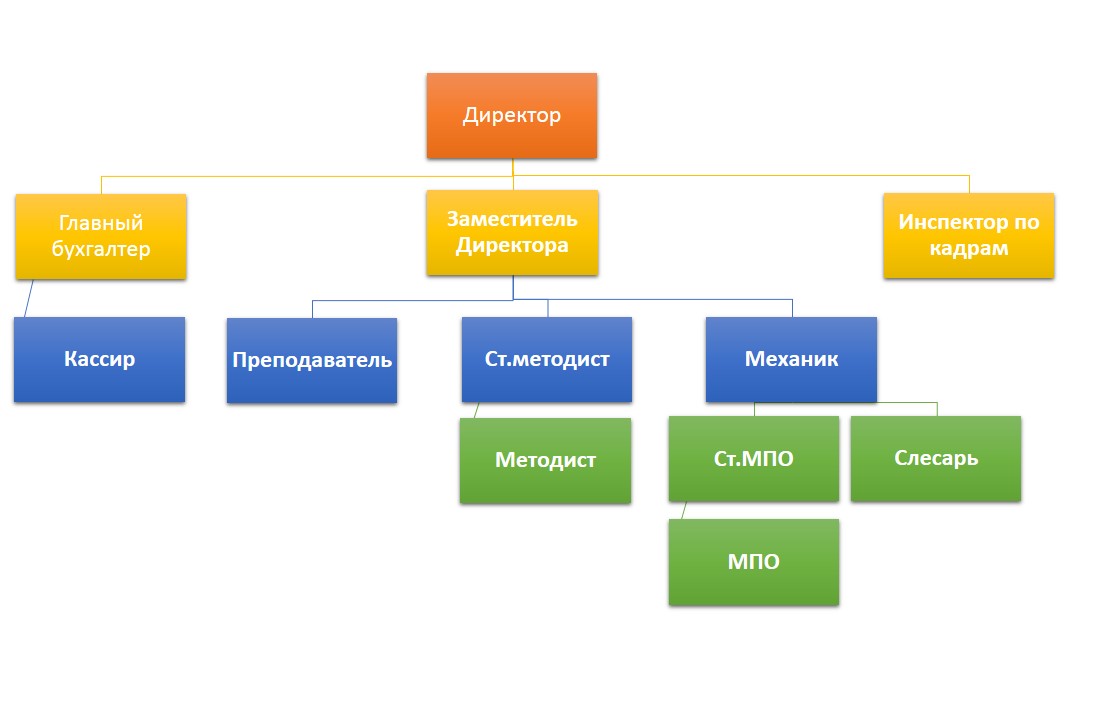 Директор
Главный
бухгалтер
Заместитель
Директора
Инспектор по
кадрам
Кассир
Преподаватель
Ст.методист
Механик
Методист
Ст.МПО
Слесарь
МПО